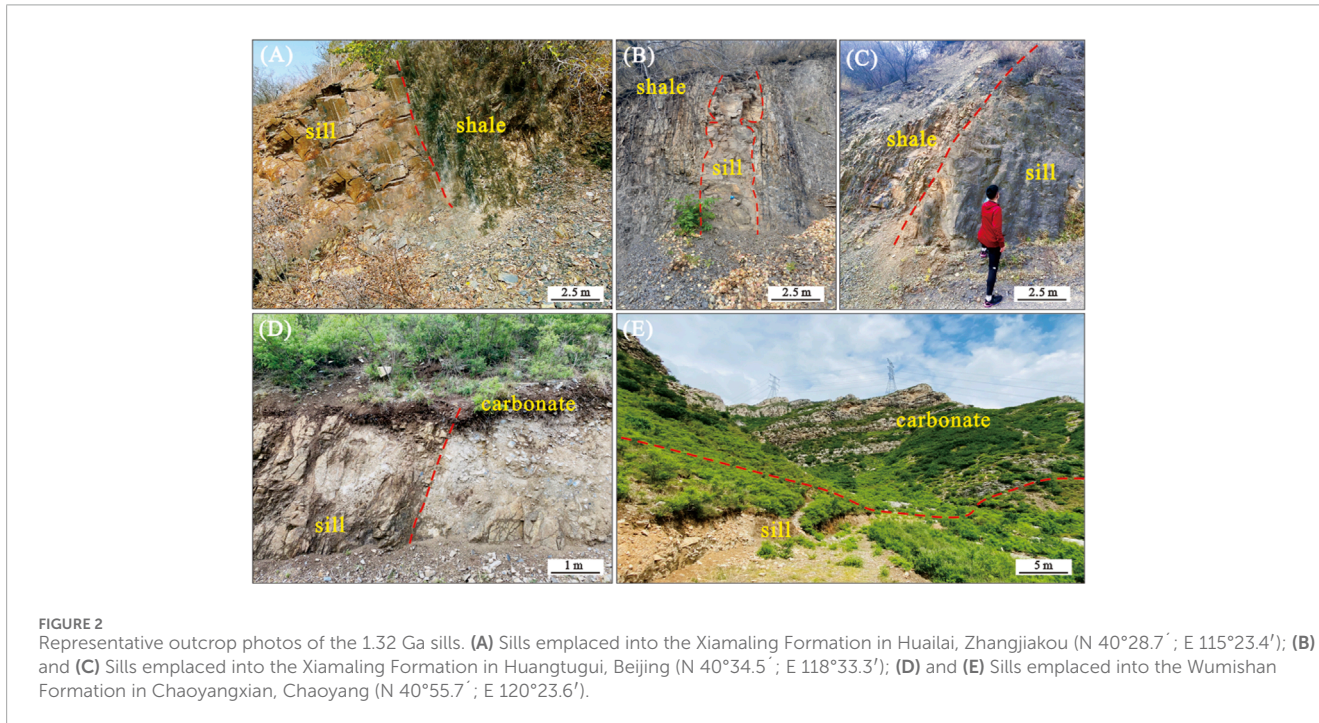 (A)
sill
shale
2.5 m
(B)
shale
sill
2.5 m
(C)
shale
sill
2.5 m
(D)
carbonate
sill
1 m
(E)
carbonate
sill
5 m
FIGURE 2
Representative outcrop photos of the 1.32 Ga sills. (A) Sills emplaced into the Xiamaling Formation in Huailai, Zhangjiakou (N 40°28.7´; E 115°23.4′); (B)
and (C) Sills emplaced into the Xiamaling Formation in Huangtugui, Beijing (N 40°34.5´; E 118°33.3′); (D) and (E) Sills emplaced into the Wumishan
Formation in Chaoyangxian, Chaoyang (N 40°55.7´; E 120°23.6′).